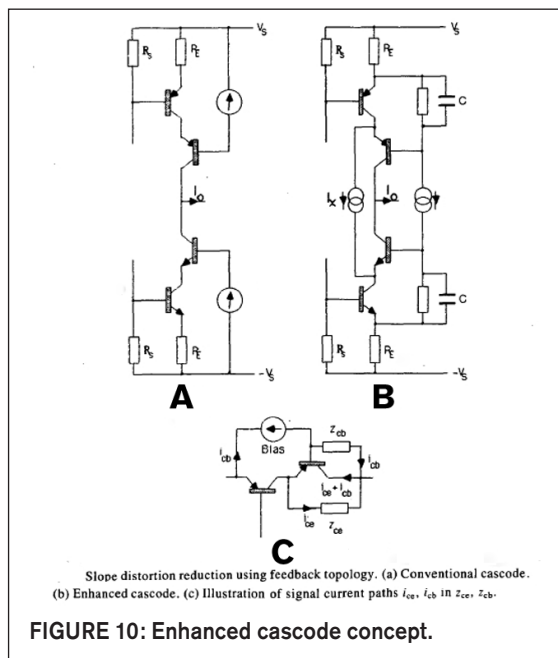 Vs
Rs
RE
Io
Rs
RE
-Vs
A
Vs
Rs
RE
C
Ix
Io
C
Rs
RE
-Vs
B
Bias
icb
zcb
icb
ice+icb
ice
zce
C
Slope distortion reduction using feedback topology. (a) Conventional cascode.
(b) Enhanced cascode. (c) Illustration of signal current paths ice, icb in zce, zcb.
FIGURE 10: Enhanced cascode concept.